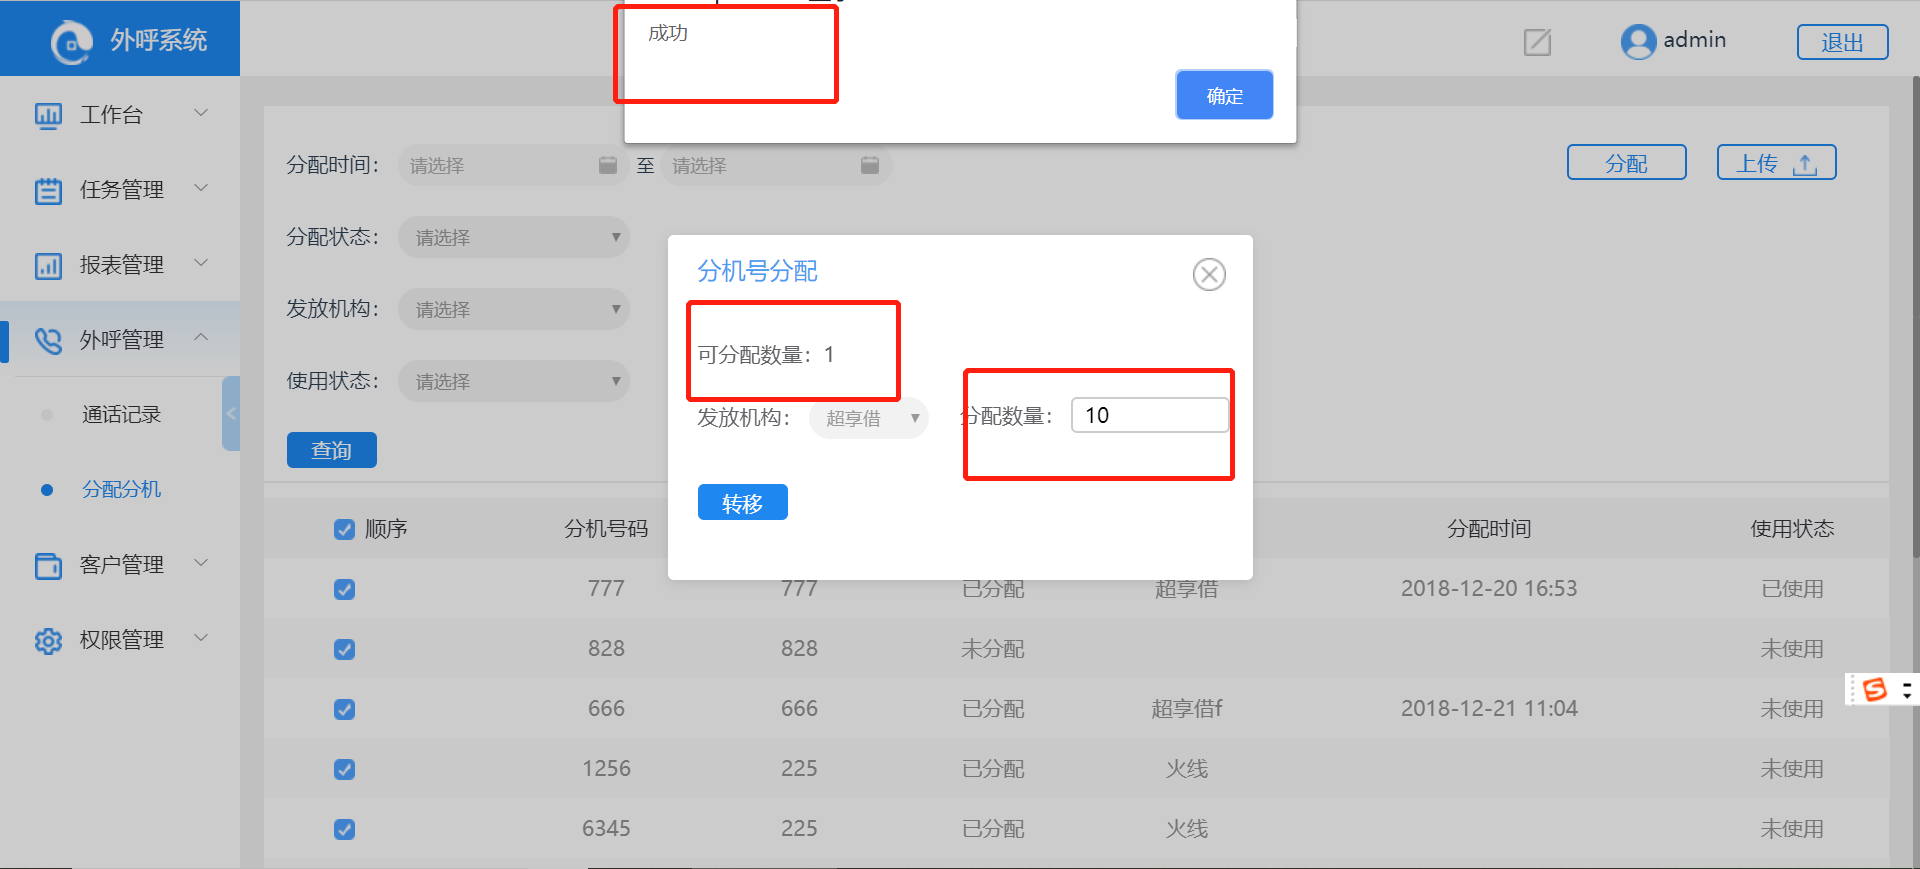 外呼系统
成功
确定
admin
退出
工作台
任务管理
报表管理
外呼管理
通话记录
分配分机
客户管理
权限管理
分配时间： 请选择 至 请选择
分配 上传
分配状态： 请选择
发放机构： 请选择
使用状态： 请选择
查询
分机号分配
可分配数量：1
发放机构： 超享借 分配数量： 10
转移
顺序 分机号码 分配时间 使用状态
777 777 已分配 超享借 2018-12-20 16:53 已使用
828 828 未分配 未使用
666 666 已分配 超享借f 2018-12-21 11:04 未使用
1256 225 已分配 火线 未使用
6345 225 已分配 火线 未使用